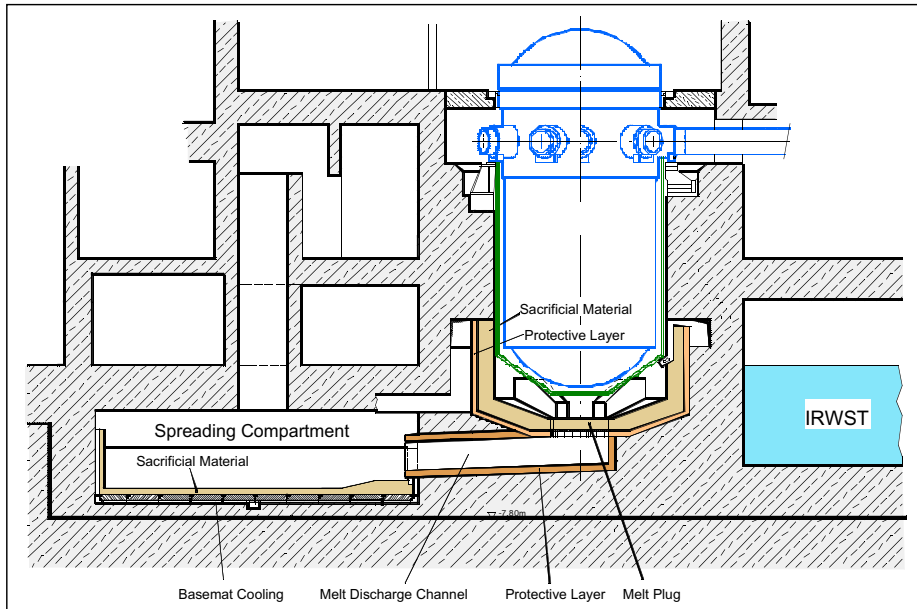 Sacrificial Material
Protective Layer
IRWST
Spreading Compartment
Sacrificial Material
-7.80m
Basemat Cooling
Melt Discharge Channel
Protective Layer
Melt Plug